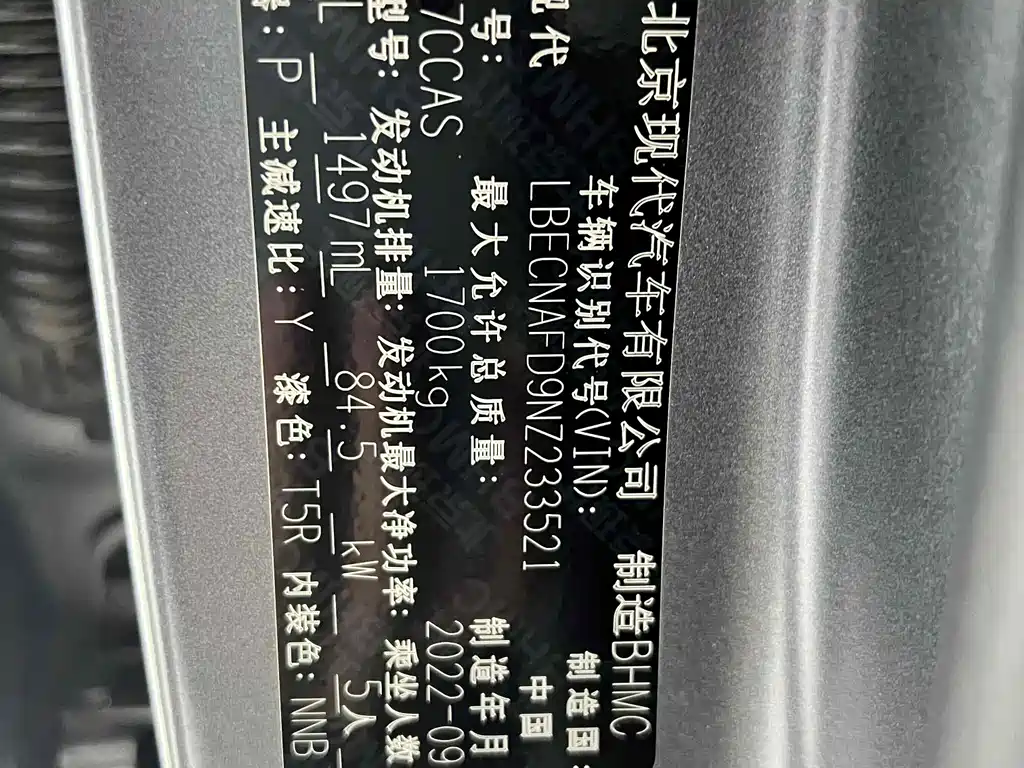 北京现代汽车有限公司 制造BHMC
现代 车辆识别代号(VIN): 制造国:
LBECNAFD9NZ233521 中国
号: 最大允许总质量: 制造年月
7CCAS 1700kg 2022-09
型号: 发动机排量: 发动机最大净功率: 乘坐人数
L 1497mL 84.5 kW 5人
: P 主减速比: Y 漆色: T5R 内装色: NNB